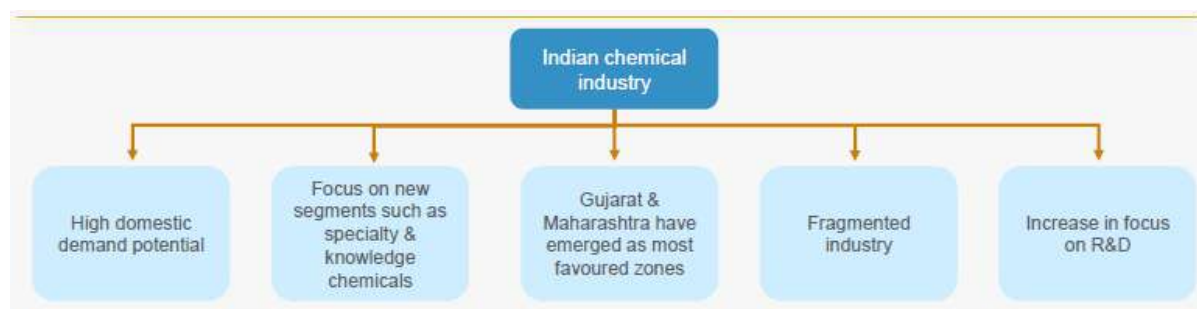 Indian chemical
industry
High domestic
demand potential
Focus on new
segments such as
specialty &
knowledge
chemicals
Gujarat &
Maharashtra have
emerged as most
favoured zones
Fragmented
industry
Increase in focus
on R&D